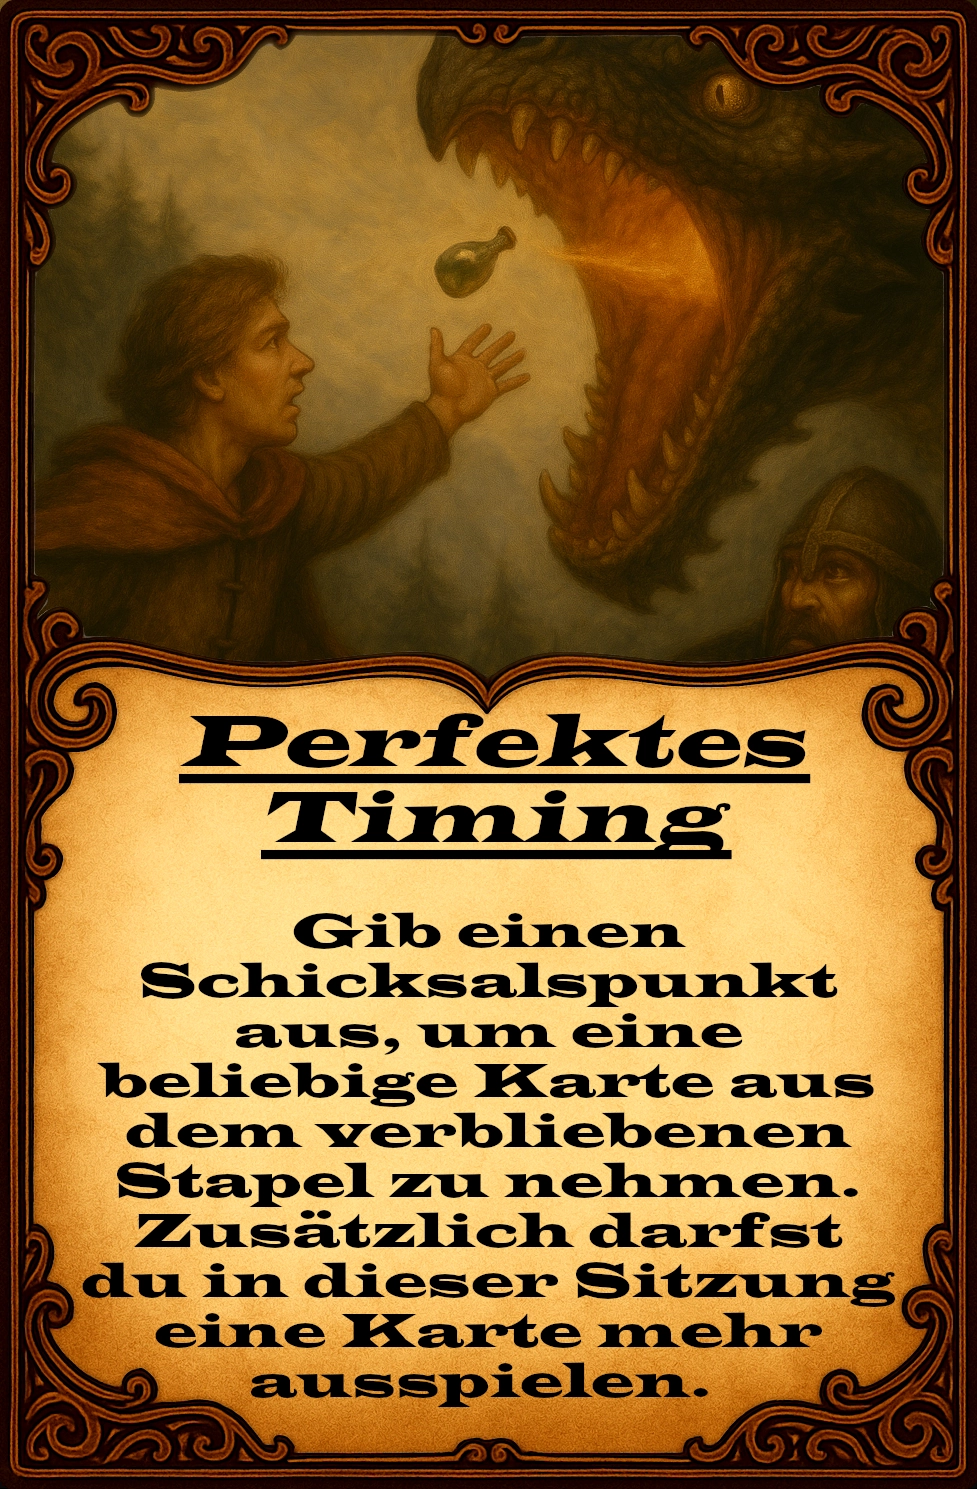 Perfektes
Timing
Gib einen
Schicksalspunkt
aus, um eine
beliebige Karte aus
dem verbliebenen
Stapel zu nehmen.
Zusätzlich darfst
du in dieser Sitzung
eine Karte mehr
ausspielen.